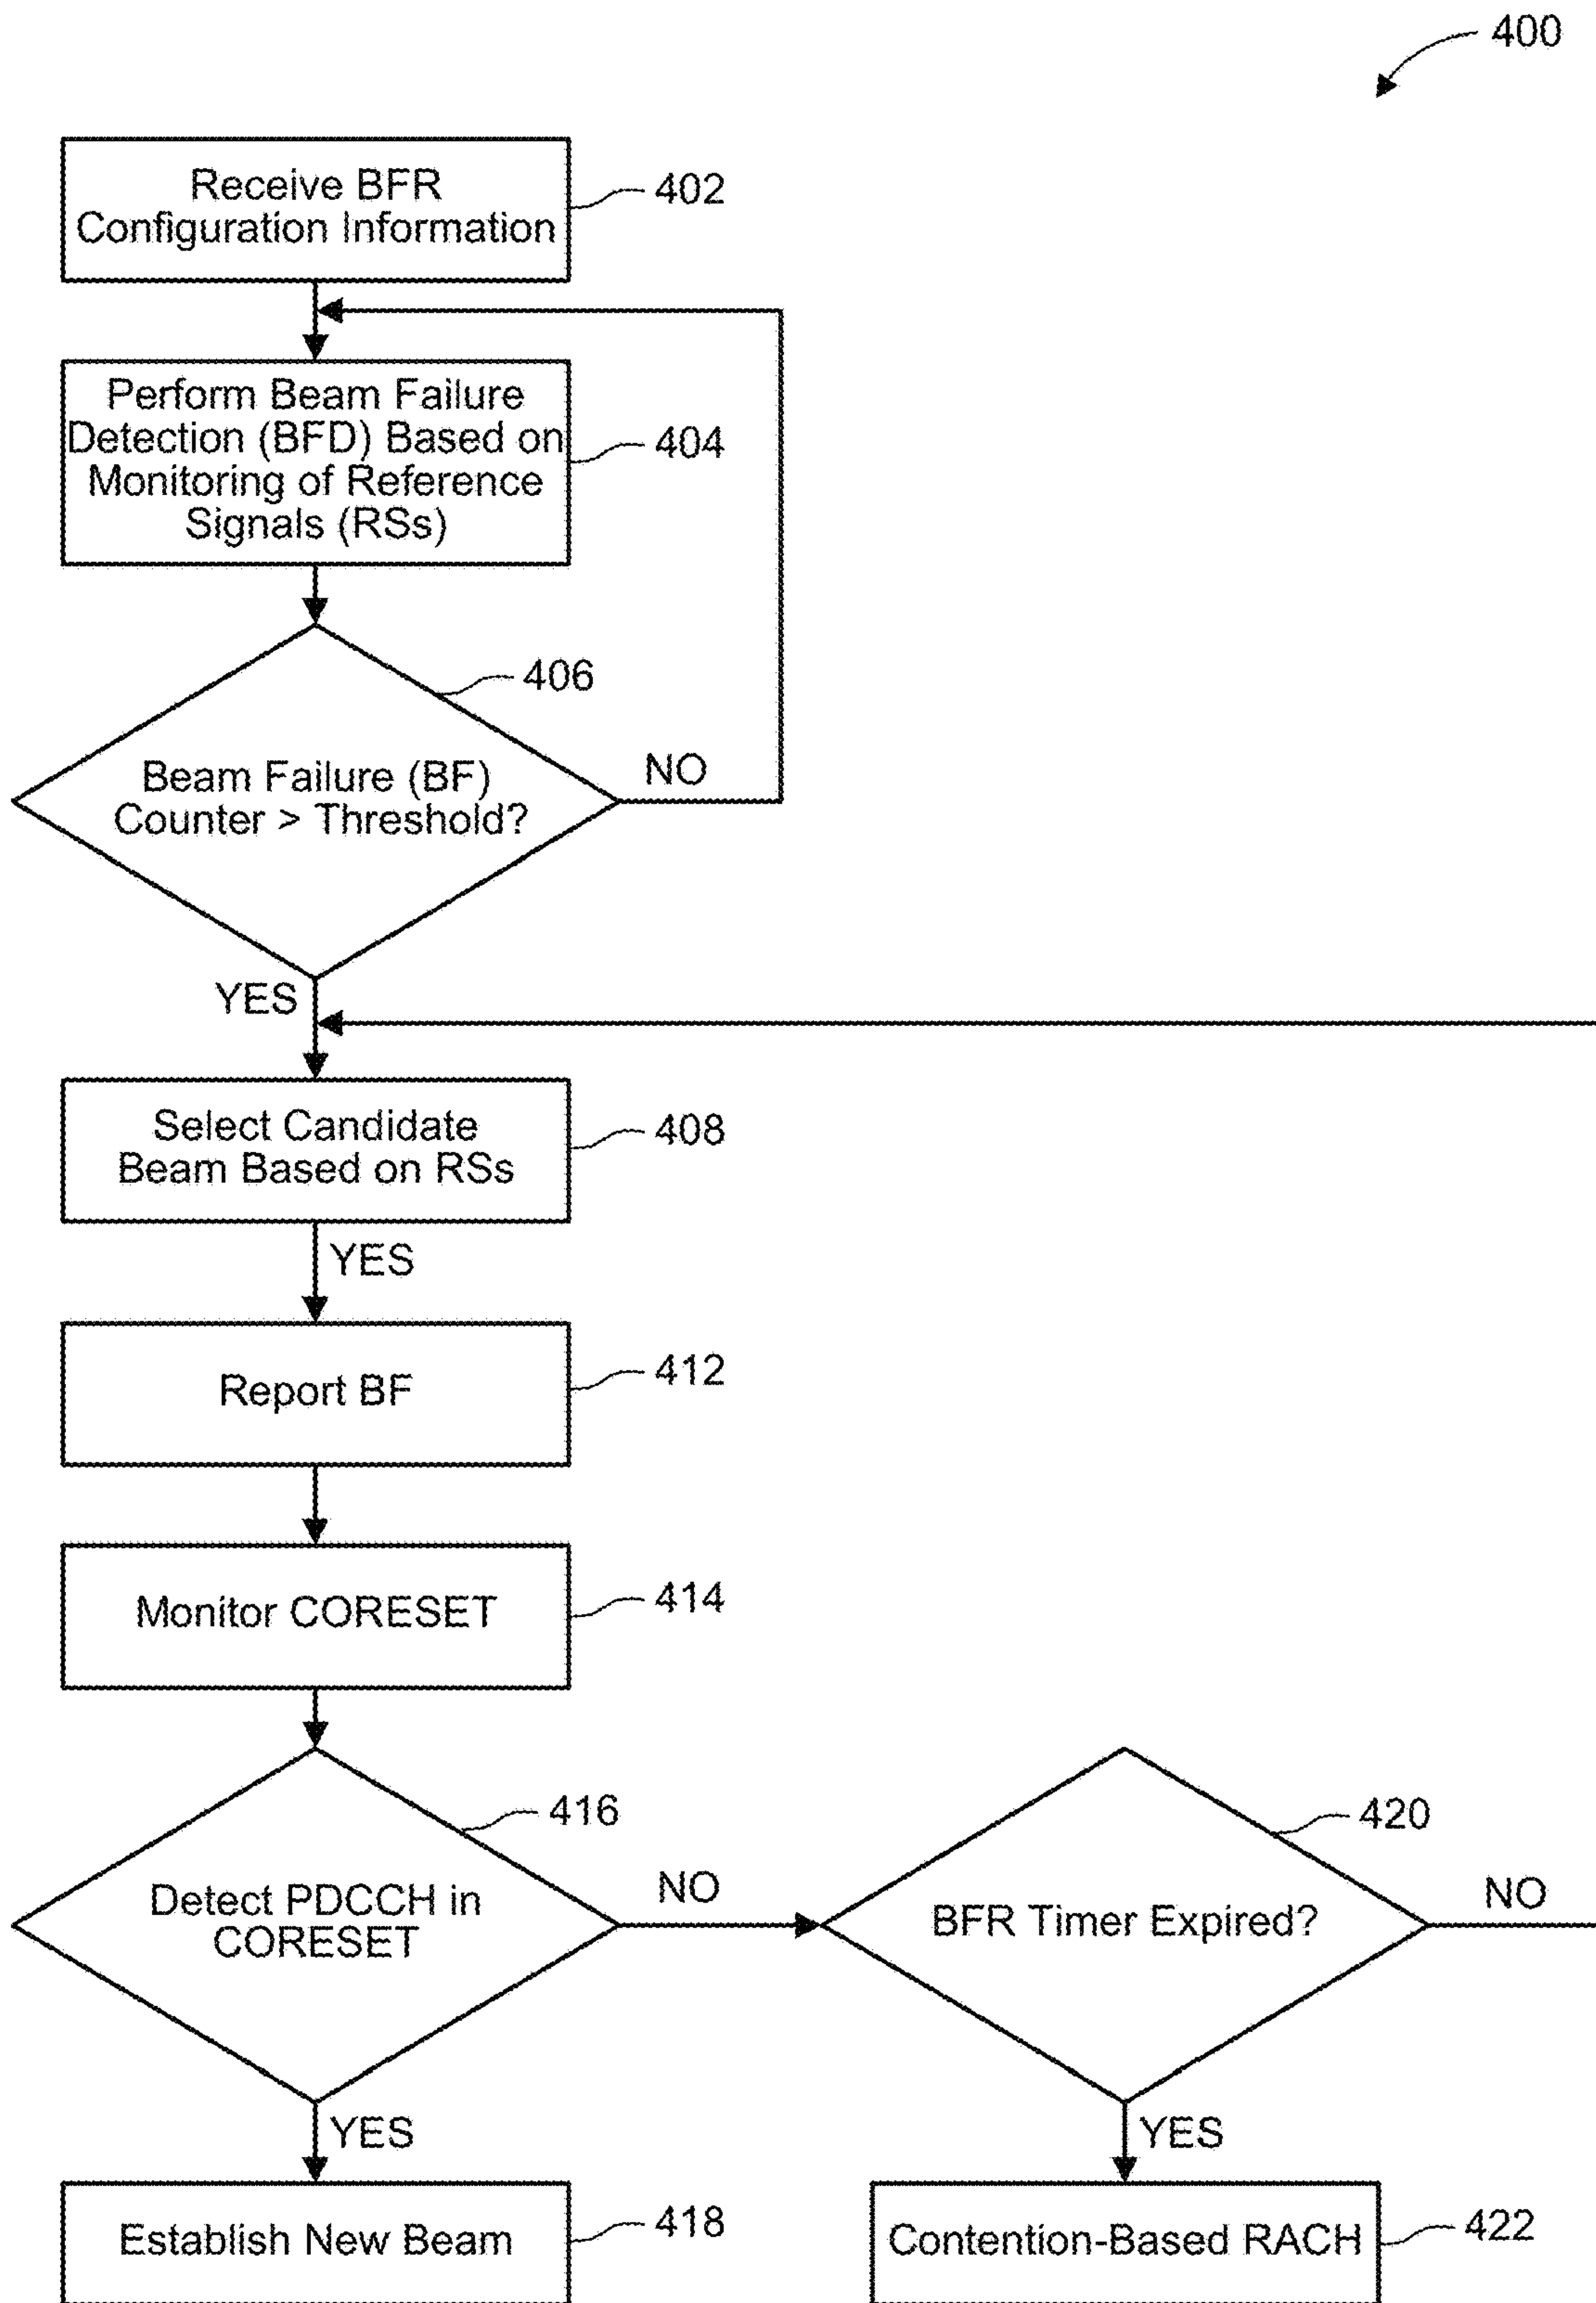 400
Receive BFR
Configuration Information
402
Perform Beam Failure
Detection (BFD) Based on
Monitoring of Reference
Signals (RSs)
404
406
Beam Failure (BF)
Counter > Threshold?
NO
YES
Select Candidate
Beam Based on RSs
408
YES
Report BF
412
Monitor CORESET
414
416
Detect PDCCH in
CORESET
NO
420
BFR Timer Expired?
NO
YES
YES
Establish New Beam
418
Contention-Based RACH
422